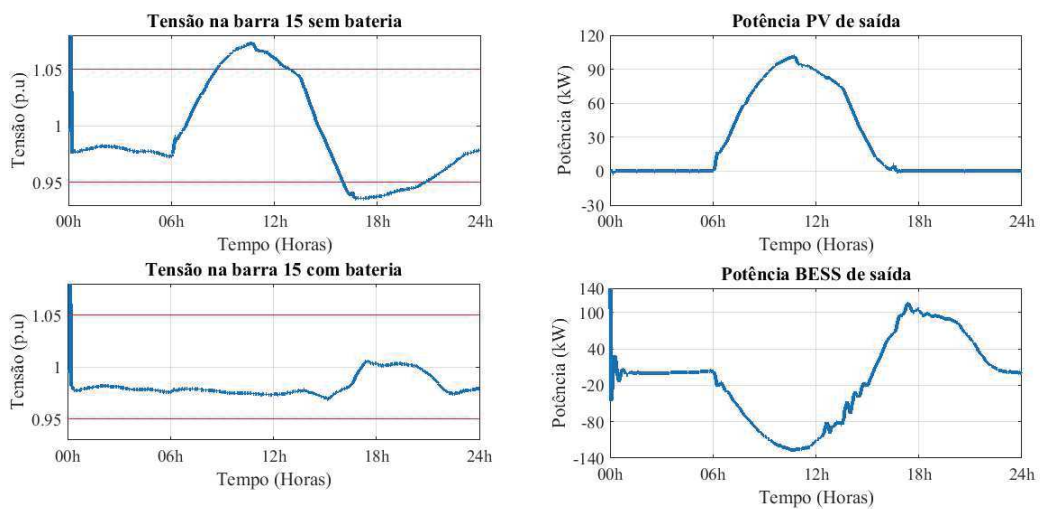 Tensão na barra 15 sem bateria
Tensão (p.u)
1.05
1
0.95
00h 06h 12h 18h 24h
Tempo (Horas)
Potência PV de saída
Potência (kW)
120
90
60
30
0
-30
00h 06h 12h 18h 24h
Tempo (Horas)
Tensão na barra 15 com bateria
Tensão (p.u)
1.05
1
0.95
00h 06h 12h 18h 24h
Tempo (Horas)
Potência BESS de saída
Potência (kW)
140
100
40
-20
-80
-140
00h 06h 12h 18h 24h
Tempo (Horas)